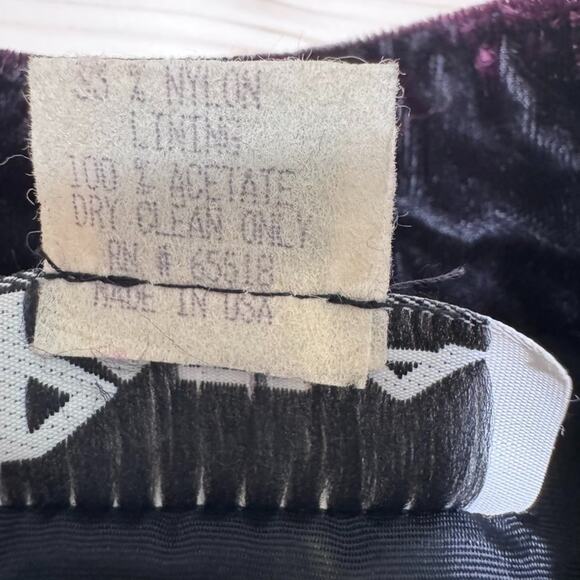 % NYLON
LINING
100 % ACETATE
DRY CLEAN ONLY
RN # 65518
MADE IN USA